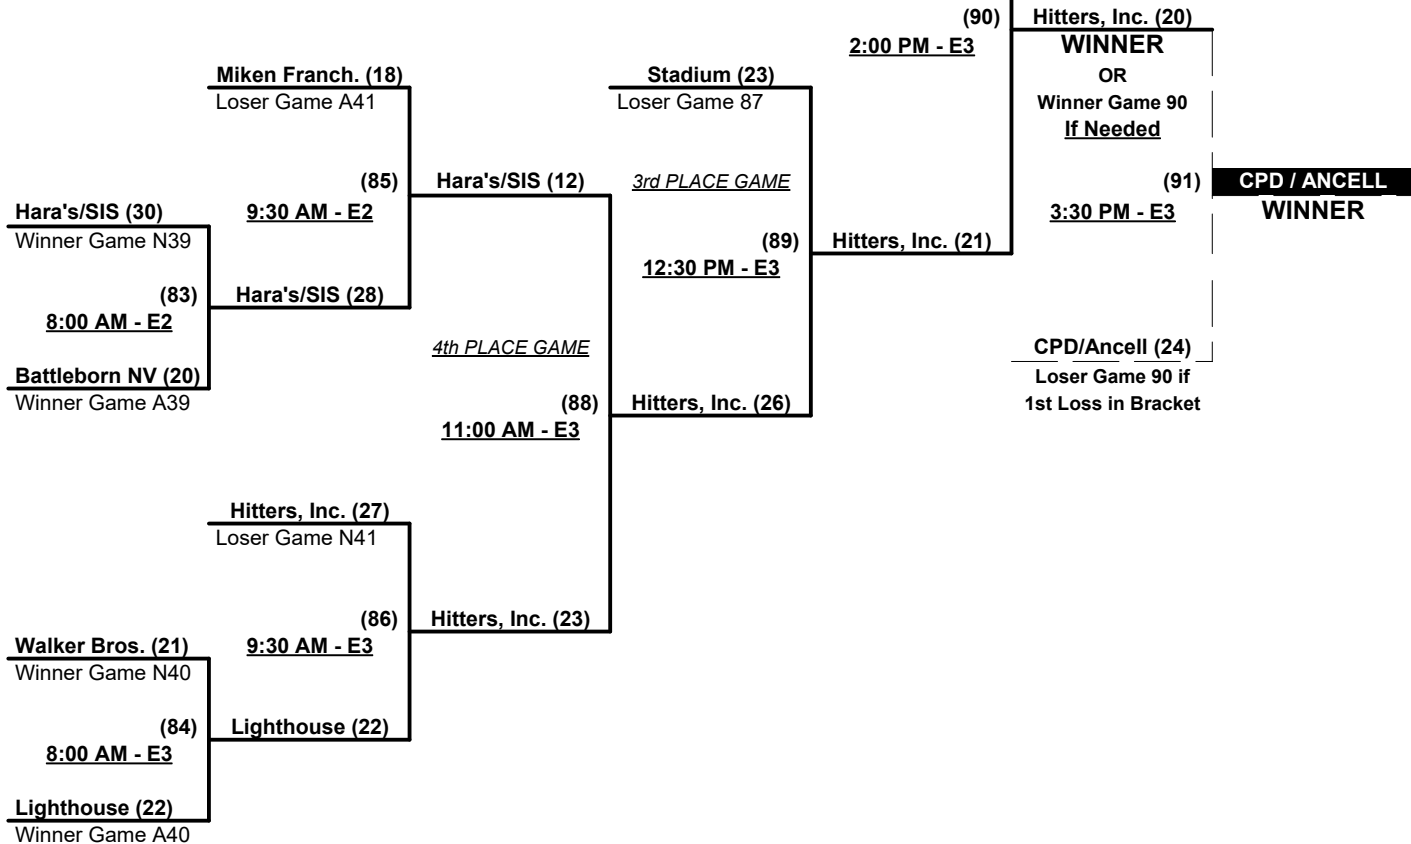 (90)
Hitters, Inc. (20)
2:00 PM - E3
WINNER
OR
Winner Game 90
If Needed
Miken Franch. (18)
Loser Game A41
Stadium (23)
Loser Game 87
(85)
9:30 AM - E2
Hara's/SIS (12)
3rd PLACE GAME
(91)
3:30 PM - E3
CPD / ANCELL
WINNER
Hara's/SIS (30)
Winner Game N39
(89)
12:30 PM - E3
Hitters, Inc. (21)
(83)
8:00 AM - E2
Hara's/SIS (28)
4th PLACE GAME
CPD/Ancell (24)
Loser Game 90 if
1st Loss in Bracket
Battleborn NV (20)
Winner Game A39
(88)
11:00 AM - E3
Hitters, Inc. (26)
Hitters, Inc. (27)
Loser Game N41
(86)
9:30 AM - E3
Hitters, Inc. (23)
Walker Bros. (21)
Winner Game N40
(84)
8:00 AM - E3
Lighthouse (22)
Lighthouse (22)
Winner Game A40